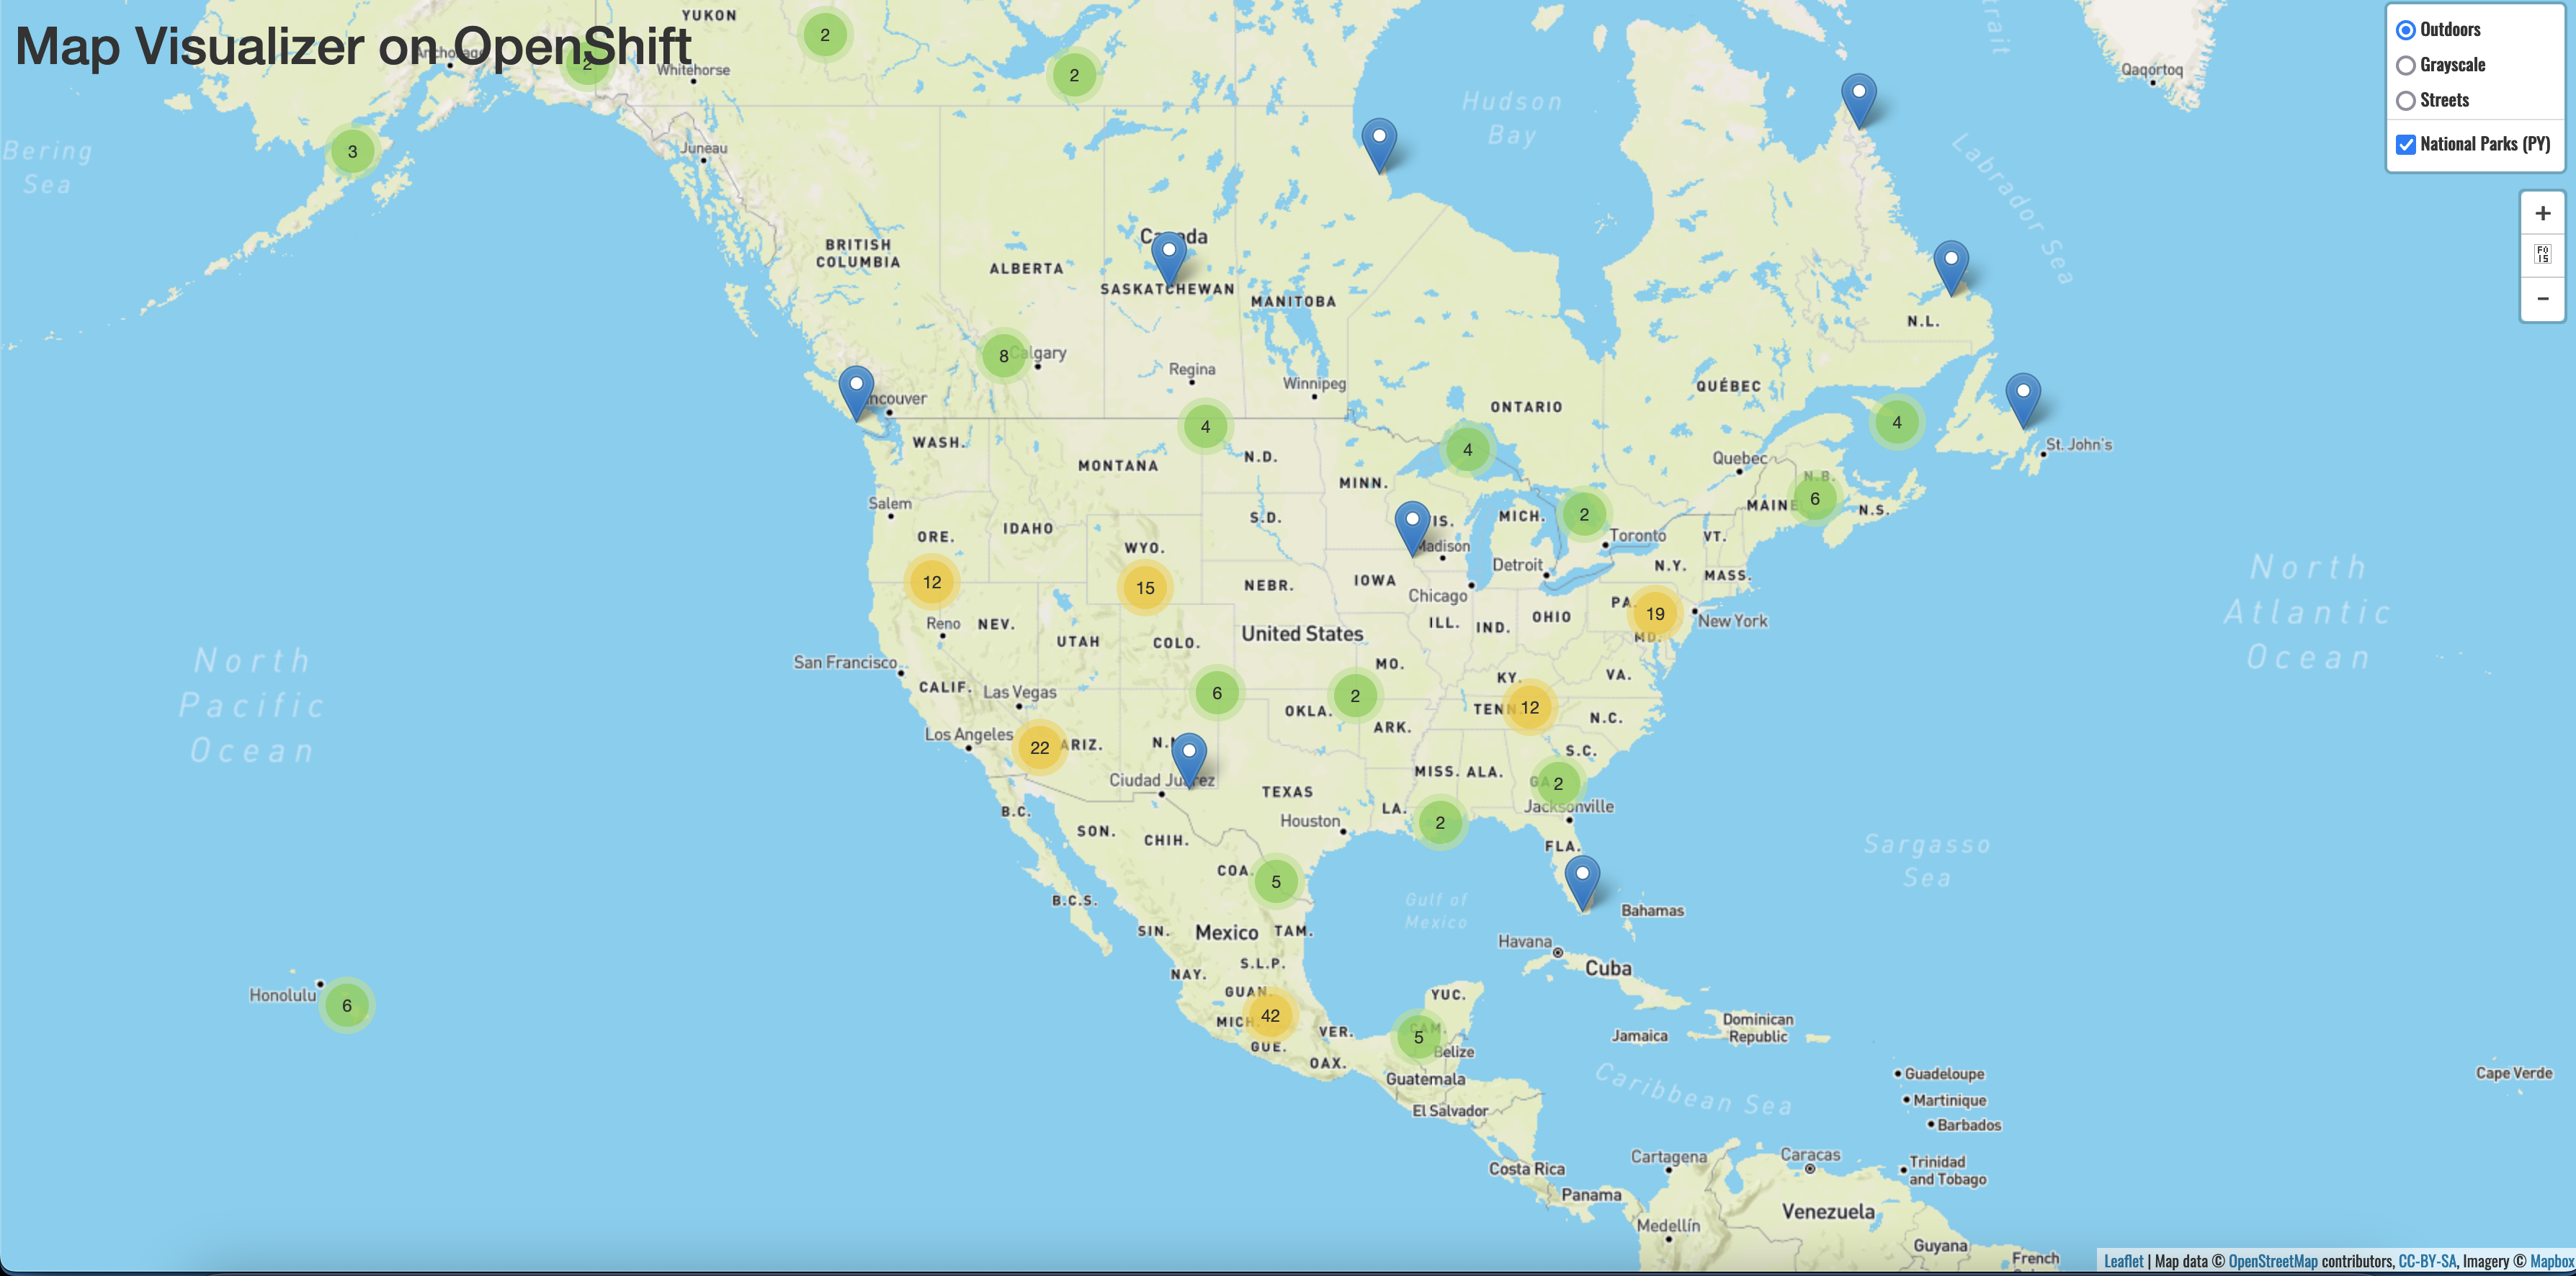 Map Visualizer on OpenShift
Outdoors
Grayscale
Streets
National Parks (PY)
+
−
YUKON
Anchorage
Whitehorse
2
2
2
3
Juneau
Bering
Sea
Hudson
Bay
Labrador Sea
Qaqortoq
BRITISH
COLUMBIA
ALBERTA
Canada
SASKATCHEWAN
MANITOBA
N.L.
8
Calgary
Regina
Winnipeg
QUÉBEC
ONTARIO
4
4
4
St. John's
WASH.
MONTANA
N.D.
MINN.
Quebec
N.B.
6
MAINE
N.S.
Salem
ORE.
IDAHO
S.D.
MICH.
2
Toronto
VT.
WYO.
Madison
Detroit
N.Y.
MASS.
12
15
NEBR.
IOWA
Chicago
PA.
19
MD.
New York
Reno
NEV.
UTAH
COLO.
United States
ILL.
IND.
OHIO
San Francisco
CALIF.
Las Vegas
6
2
MO.
KY.
VA.
OKLA.
ARK.
TENN.
12
N.C.
Los Angeles
22
ARIZ.
S.C.
Ciudad Juárez
TEXAS
MISS.
ALA.
GA.
2
Jacksonville
B.C.
SON.
CHIH.
Houston
LA.
2
FLA.
COA.
5
B.C.S.
Gulf of
Mexico
Bahamas
SIN.
Mexico
TAM.
Havana
Cuba
NAY.
S.L.P.
GUAN.
YUC.
Honolulu
6
MICH.
42
VER.
CAM.
5
Belize
GUE.
OAX.
Guatemala
El Salvador
Jamaica
Dominican
Republic
Caribbean Sea
Guadeloupe
Martinique
Barbados
Trinidad
and Tobago
Cape Verde
Costa Rica
Panama
Cartagena
Caracas
Medellín
Venezuela
Guyana
French
North
Pacific
Ocean
North
Atlantic
Ocean
Sargasso
Sea
Leaflet | Map data © OpenStreetMap contributors, CC-BY-SA, Imagery © Mapbox